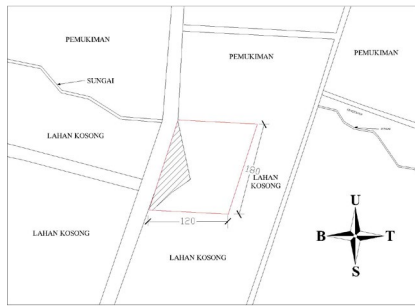 PEMUKIMAN
PEMUKIMAN
PEMUKIMAN
SUNGAI
LAHAN KOSONG
180
LAHAN
KOSONG
120
LAHAN KOSONG
LAHAN KOSONG
U
B
T
S